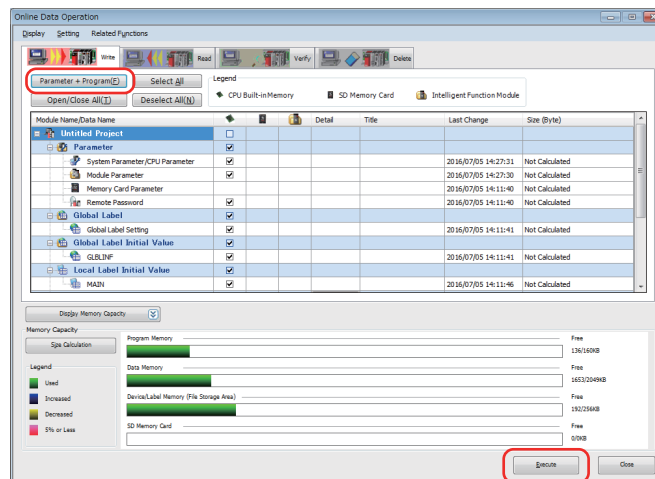 Online Data Operation
Display Setting Related Functions
Write Read Verify Delete
Parameter + Program(F) Select All Legend
Open/Close All(T) Deselect All(N) CPU Built-in Memory SD Memory Card Intelligent Function Module
Module Name/Data Name Detail Title Last Change Size (Byte)
Untitled Project
Parameter
System Parameter/CPU Parameter 2016/07/05 14:27:31 Not Calculated
Module Parameter 2016/07/05 14:27:30 Not Calculated
Memory Card Parameter 2016/07/05 14:11:40 Not Calculated
Remote Password 2016/07/05 14:11:40 Not Calculated
Global Label
Global Label Setting 2016/07/05 14:11:41 Not Calculated
Global Label Initial Value
GLBLINF 2016/07/05 14:11:41 Not Calculated
Local Label Initial Value
MAIN 2016/07/05 14:11:46 Not Calculated
Display Memory Capacity
Memory Capacity
Size Calculation
Program Memory Free
136/160KB
Legend
Data Memory Free
Used
1653/2049KB
Increased
Device/Label Memory (File Storage Area) Free
Decreased
192/256KB
5% or Less
SD Memory Card Free
0/0KB
Execute Close